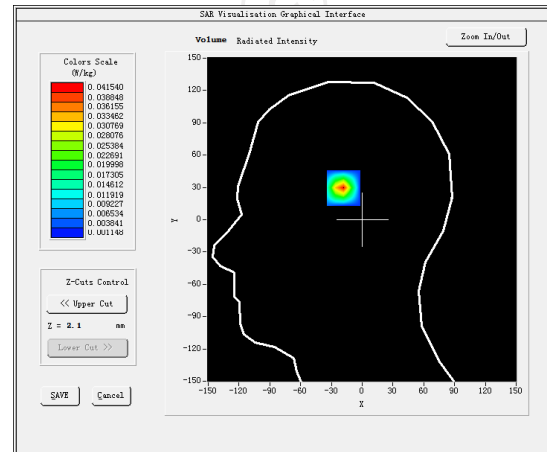 SAR Visualisation Graphical Interface
Volume Radiated Intensity
Zoom In/Out
Colors Scale
(W/kg)
0.041540
0.038848
0.036155
0.033462
0.030769
0.028076
0.025384
0.022691
0.019998
0.017305
0.014612
0.011919
0.009227
0.006534
0.003841
0.001148
Z-Cuts Control
<< Upper Cut
Z = 2.1 mm
Lower Cut >>
SAVE Cancel
150
120
90
60
30
0
-30
-60
-90
-120
-150
Y
-150 -120 -90 -60 -30 0 30 60 90 120 150
X